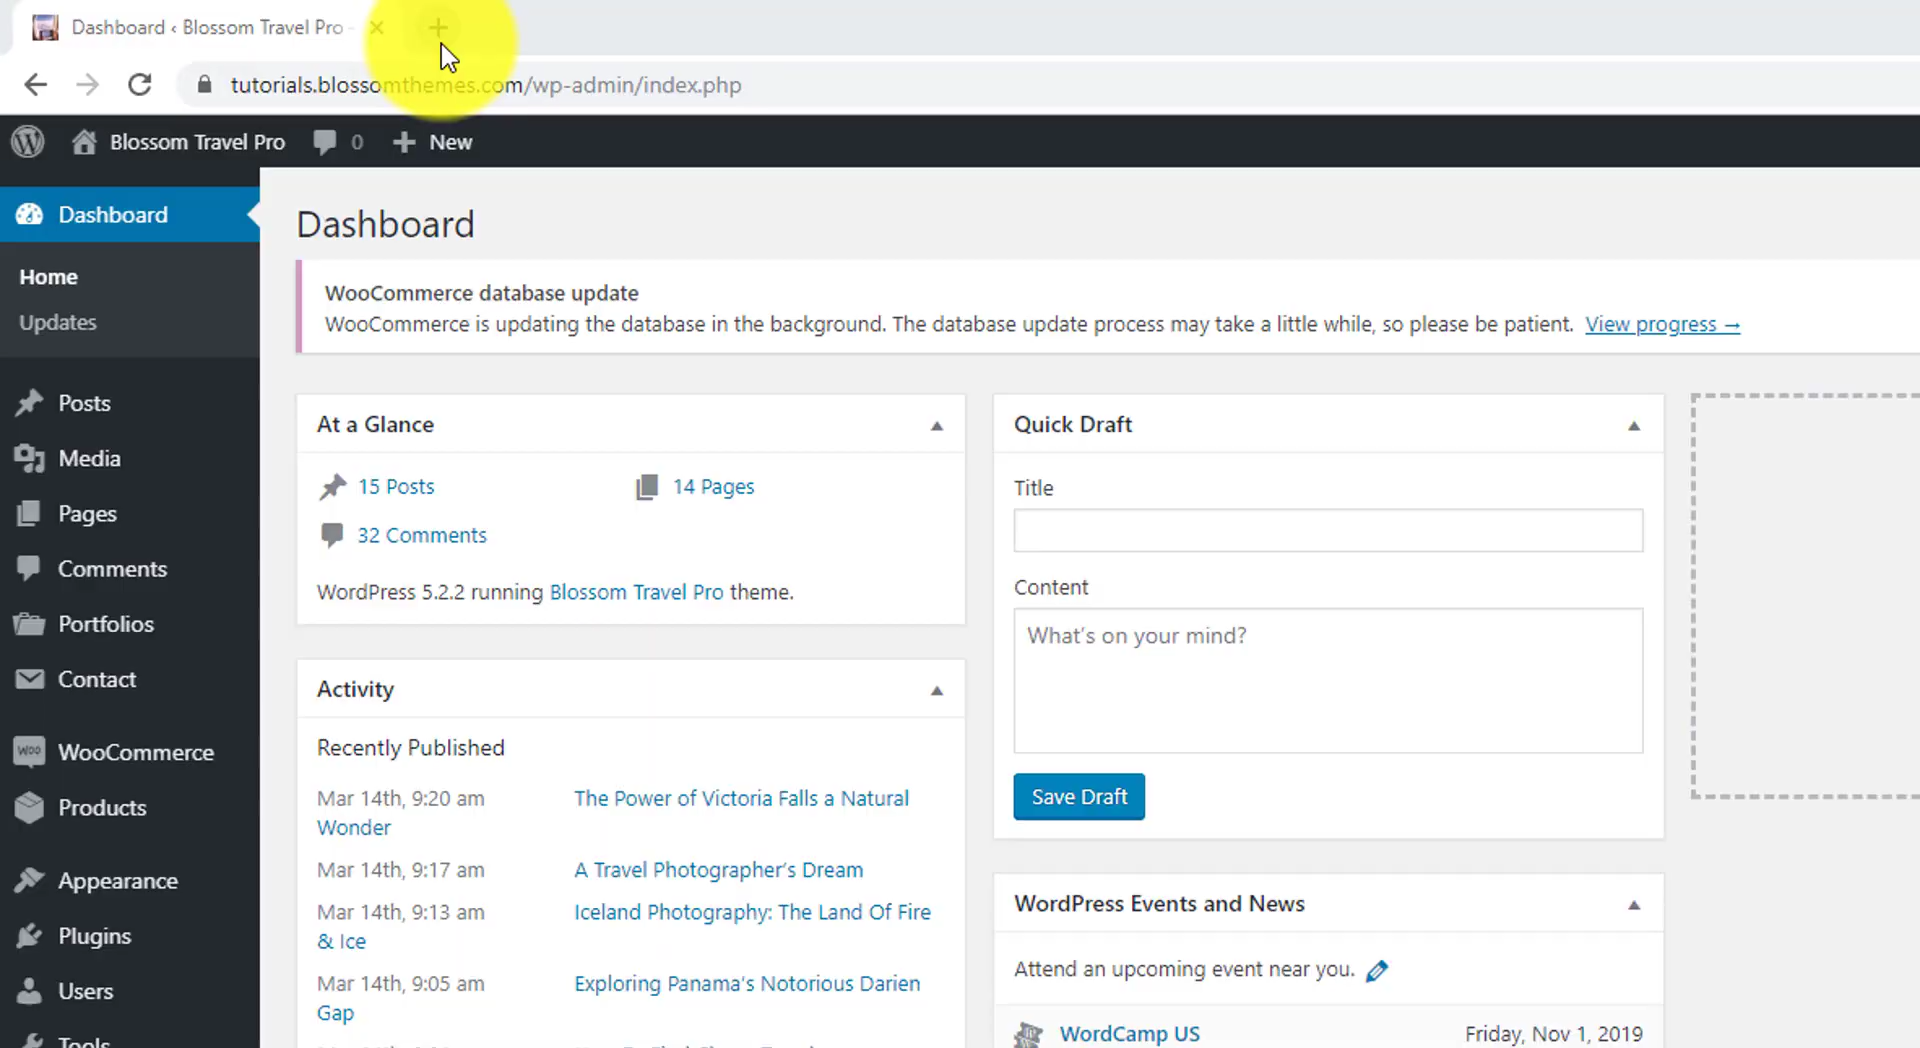 Dashboard ‹ Blossom Travel Pro -
tutorials.blossomthemes.com/wp-admin/index.php
Blossom Travel Pro 0 New
Dashboard
Home
Updates
Posts
Media
Pages
Comments
Portfolios
Contact
WOO WooCommerce
Products
Appearance
Plugins
Users
Tools
Dashboard
WooCommerce database update
WooCommerce is updating the database in the background. The database update process may take a little while, so please be patient. View progress →
At a Glance
15 Posts 14 Pages
32 Comments
WordPress 5.2.2 running Blossom Travel Pro theme.
Activity
Recently Published
Mar 14th, 9:20 am The Power of Victoria Falls a Natural
Wonder
Mar 14th, 9:17 am A Travel Photographer’s Dream
Mar 14th, 9:13 am Iceland Photography: The Land Of Fire
& Ice
Mar 14th, 9:05 am Exploring Panama’s Notorious Darien
Gap
Quick Draft
Title
Content
What’s on your mind?
Save Draft
WordPress Events and News
Attend an upcoming event near you.
WordCamp US Friday, Nov 1, 2019